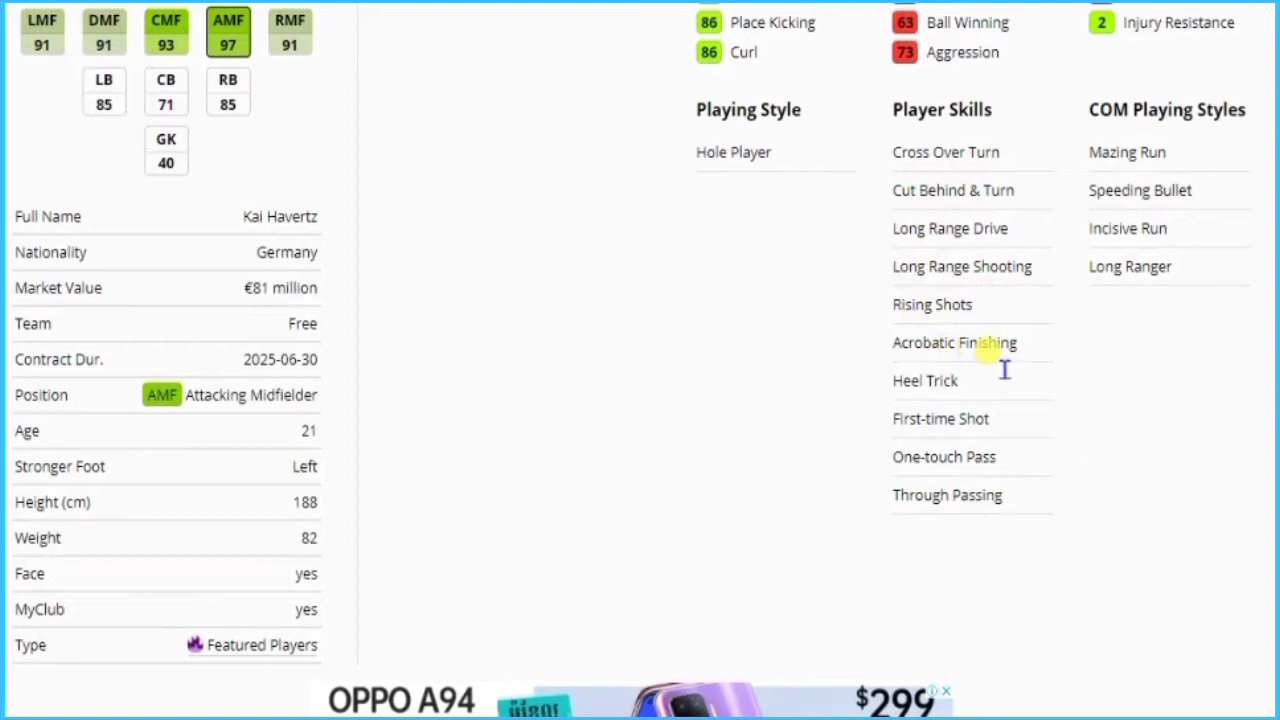 LMF DMF CMF AMF RMF
91 91 93 97 91
LB CB RB
85 71 85
GK
40
Full Name Kai Havertz
Nationality Germany
Market Value €81 million
Team Free
Contract Dur. 2025-06-30
Position AMF Attacking Midfielder
Age 21
Stronger Foot Left
Height (cm) 188
Weight 82
Face yes
MyClub yes
Type Featured Players
86 Place Kicking
86 Curl
63 Ball Winning
73 Aggression
2 Injury Resistance
Playing Style
Hole Player
Player Skills
Cross Over Turn
Cut Behind & Turn
Long Range Drive
Long Range Shooting
Rising Shots
Acrobatic Finishing
Heel Trick
First-time Shot
One-touch Pass
Through Passing
COM Playing Styles
Mazing Run
Speeding Bullet
Incisive Run
Long Ranger
OPPO A94
$299